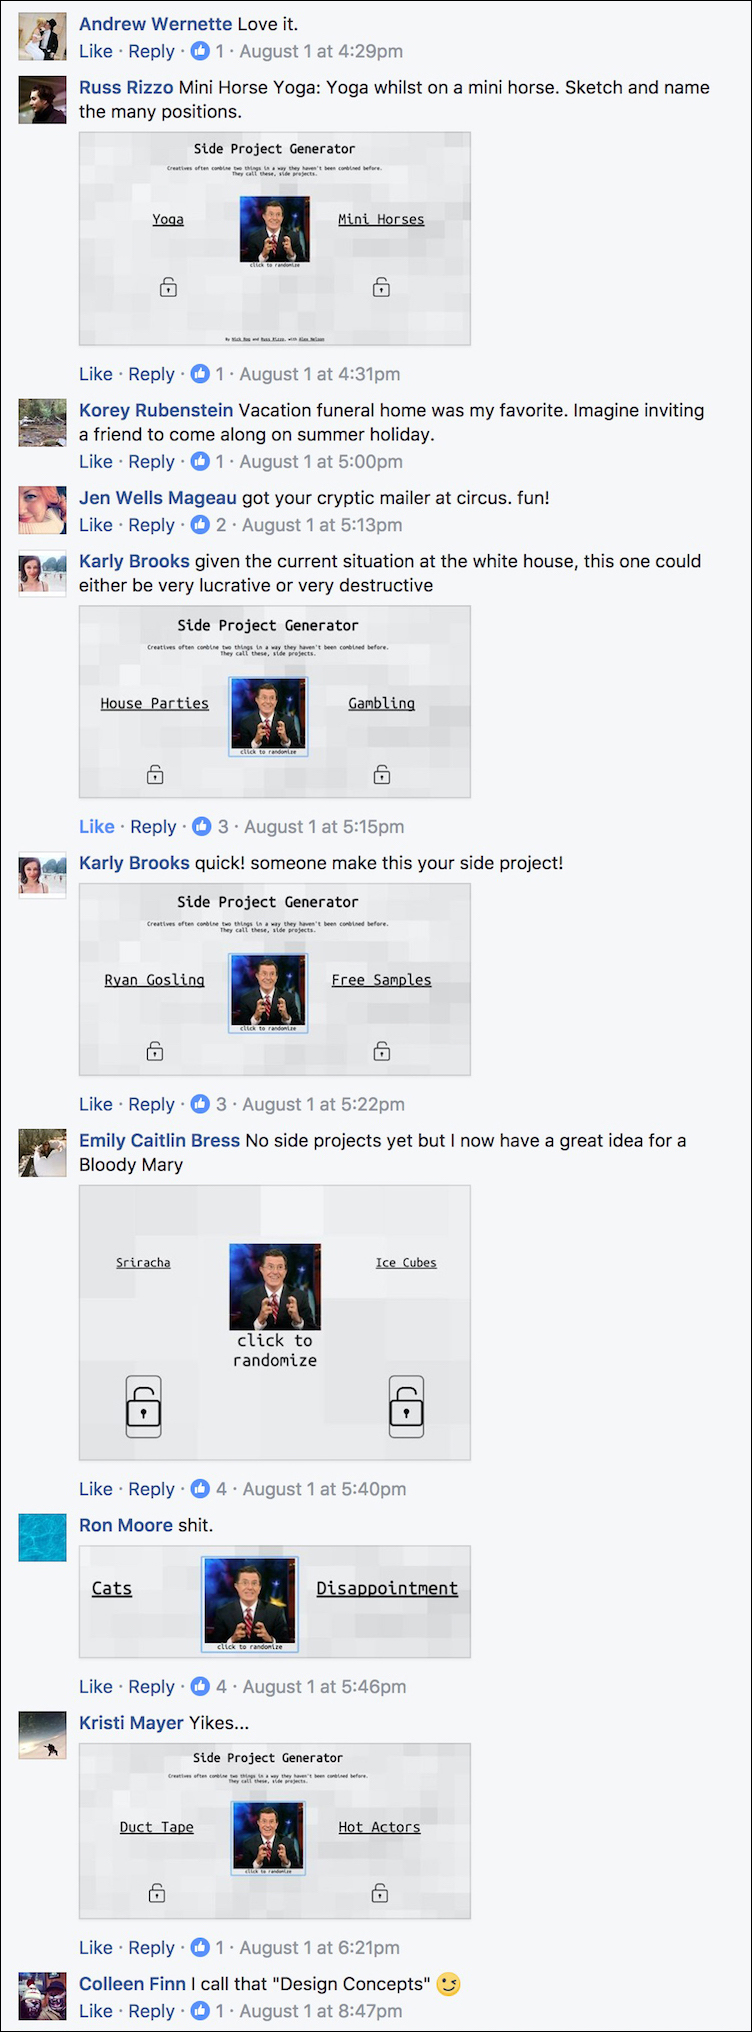 Andrew Wernette Love it.
Like · Reply · 1 · August 1 at 4:29pm
Russ Rizzo Mini Horse Yoga: Yoga whilst on a mini horse. Sketch and name
the many positions.
Side Project Generator
Creatives often combine two things in a way they haven't been combined before.
They call these, side projects.
Yoga
Mini Horses
click to randomize
By Nick Roe and Russ Rizzo, with Alex Nelson
Like · Reply · 1 · August 1 at 4:31pm
Korey Rubenstein Vacation funeral home was my favorite. Imagine inviting
a friend to come along on summer holiday.
Like · Reply · 1 · August 1 at 5:00pm
Jen Wells Mageau got your cryptic mailer at circus. fun!
Like · Reply · 2 · August 1 at 5:13pm
Karly Brooks given the current situation at the white house, this one could
either be very lucrative or very destructive
Side Project Generator
Creatives often combine two things in a way they haven't been combined before.
They call these, side projects.
House Parties
Gambling
click to randomize
Like · Reply · 3 · August 1 at 5:15pm
Karly Brooks quick! someone make this your side project!
Side Project Generator
Creatives often combine two things in a way they haven't been combined before.
They call these, side projects.
Ryan Gosling
Free Samples
click to randomize
Like · Reply · 3 · August 1 at 5:22pm
Emily Caitlin Bress No side projects yet but I now have a great idea for a
Bloody Mary
Sriracha
Ice Cubes
click to
randomize
Like · Reply · 4 · August 1 at 5:40pm
Ron Moore shit.
Cats
Disappointment
click to randomize
Like · Reply · 4 · August 1 at 5:46pm
Kristi Mayer Yikes...
Side Project Generator
Creatives often combine two things in a way they haven't been combined before.
They call these, side projects.
Duct Tape
Hot Actors
click to randomize
Like · Reply · 1 · August 1 at 6:21pm
Colleen Finn I call that "Design Concepts" 😉
Like · Reply · 1 · August 1 at 8:47pm